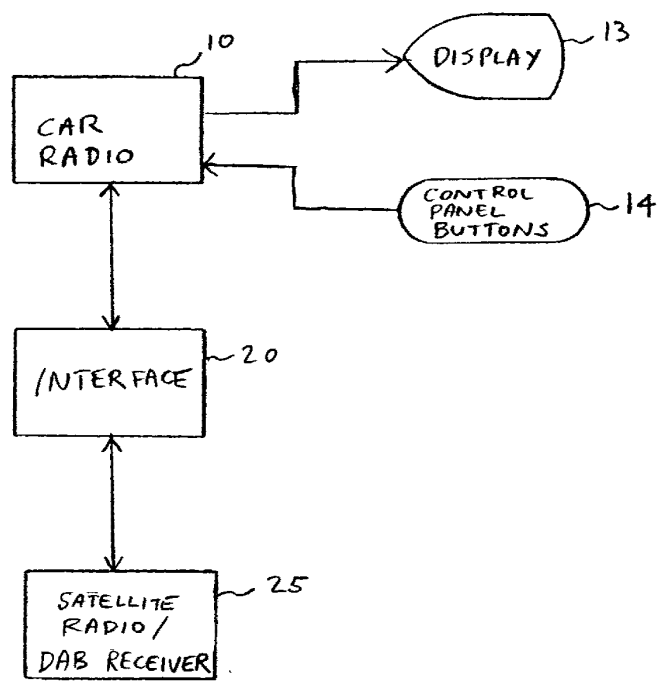 10
CAR
RADIO
DISPLAY
13
CONTROL
PANEL
BUTTONS
14
INTERFACE
20
SATELLITE
RADIO/
DAB RECEIVER
25